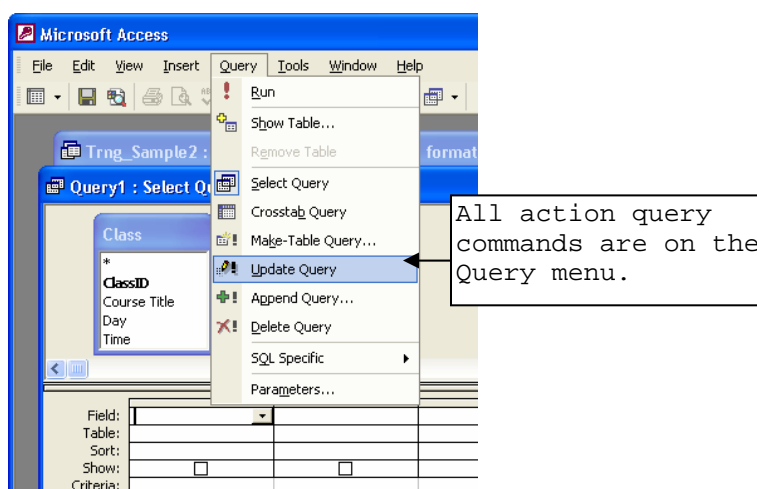 Microsoft Access
File Edit View Insert Query Tools Window Help
Run
Show Table...
Trng_Sample2 :
Remove Table
format
Query1 : Select Qu
Select Query
Crosstab Query
Class
Make-Table Query...
*
Update Query
ClassID
Course Title
Append Query...
Day
Delete Query
Time
SQL Specific
Parameters...
All action query
commands are on the
Query menu.
Field:
Table:
Sort:
Show:
Criteria: